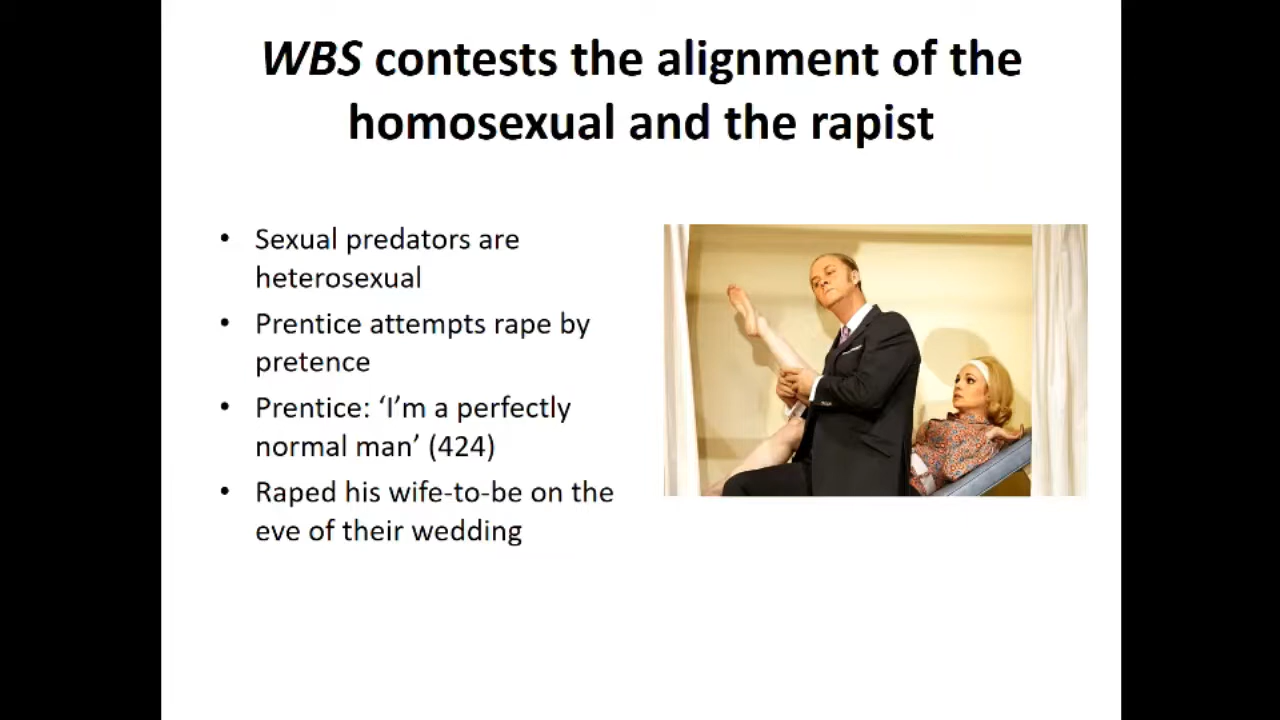 WBS contests the alignment of the
homosexual and the rapist
• Sexual predators are
heterosexual
• Prentice attempts rape by
pretence
• Prentice: ‘I’m a perfectly
normal man’ (424)
• Raped his wife-to-be on the
eve of their wedding